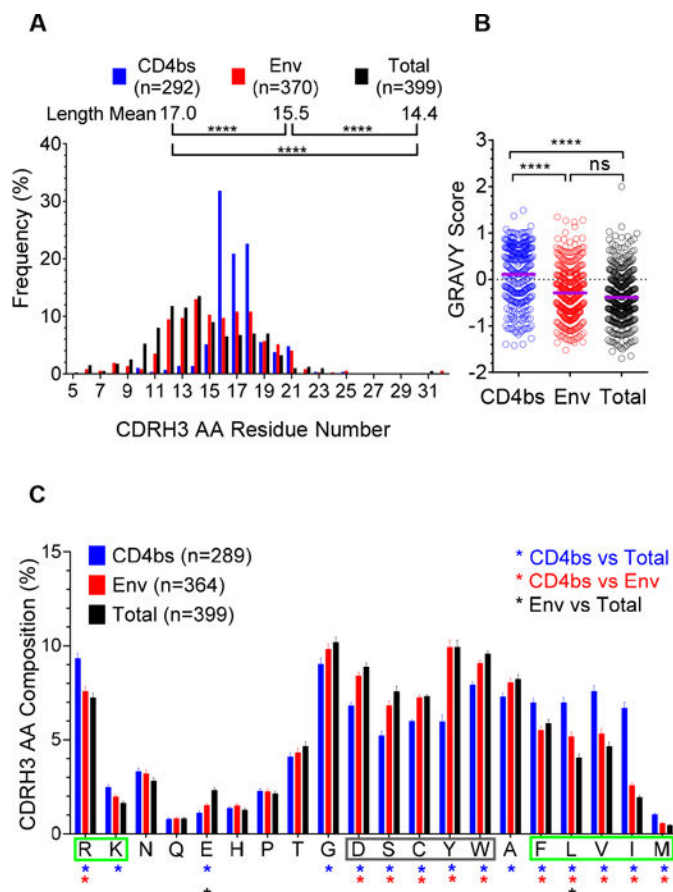 A
CD4bs Env Total
(n=292) (n=370) (n=399)
Length Mean 17.0 15.5 14.4
**** ****
****
40
30
20
10
0
Frequency (%)
5 7 9 11 13 15 17 19 21 23 25 27 29 31
CDRH3 AA Residue Number
B
****
**** ns
3
2
1
0
-1
-2
GRAVY Score
CD4bs Env Total
C
CD4bs (n=289)
Env (n=364)
Total (n=399)
* CD4bs vs Total
* CD4bs vs Env
* Env vs Total
15
10
5
0
CDRH3 AA Composition (%)
R K N Q E H P T G D S C Y W A F L V I M
* * * * * * * * * * * * * * *
* * * * * * * * * * *
* *